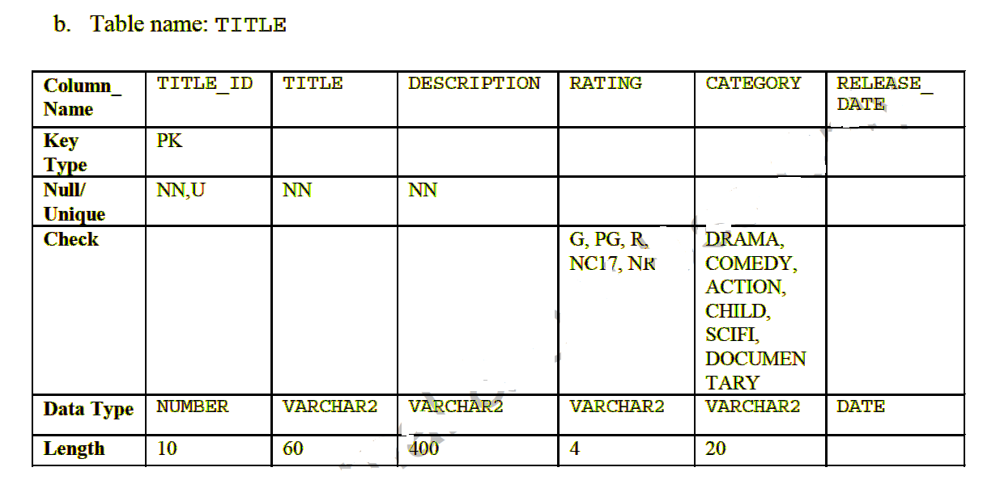 b. Table name: TITLE
Column_ TITLE_ID TITLE DESCRIPTION RATING CATEGORY RELEASE_
Name DATE
Key PK
Type
Null/ NN,U NN NN
Unique
Check G, PG, R, DRAMA,
NC17, NR COMEDY,
ACTION,
CHILD,
SCIFI,
DOCUMEN
TARY
Data Type NUMBER VARCHAR2 VARCHAR2 VARCHAR2 VARCHAR2 DATE
Length 10 60 400 4 20